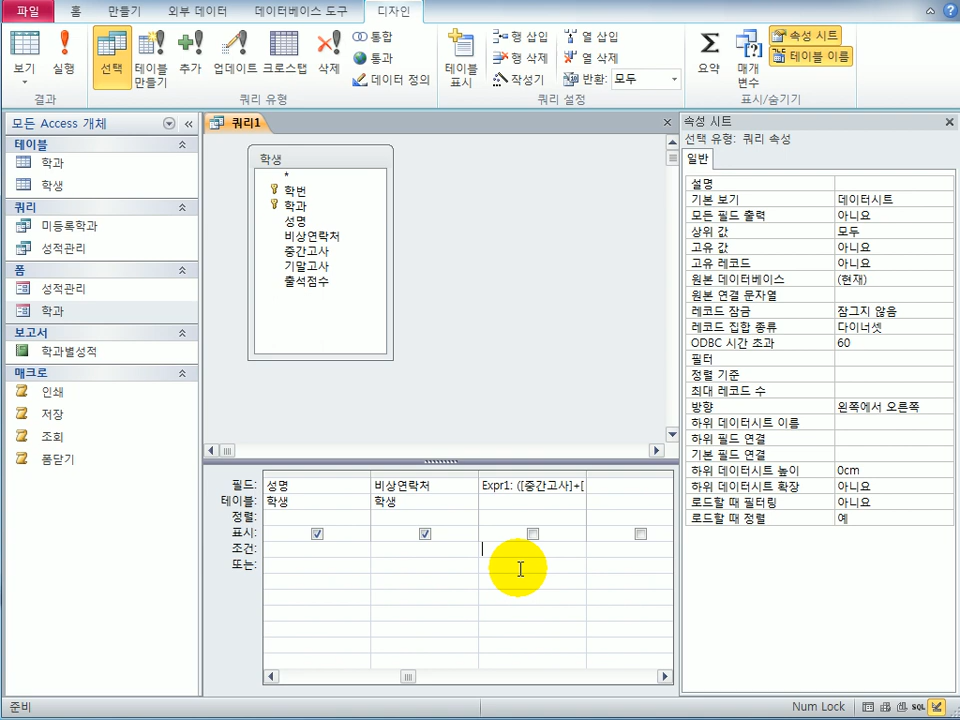 파일 홈 만들기 외부 데이터 데이터베이스 도구 디자인
보기 실행 선택 테이블 만들기 추가 업데이트 크로스탭 삭제 통합 통과 데이터 정의
테이블 표시 행 삽입 행 삭제 작성기 열 삽입 열 삭제 반환: 모두
요약 매개 변수 속성 시트 테이블 이름
결과 쿼리 유형 쿼리 설정 표시/숨기기
모든 Access 개체
테이블
학과
학생
쿼리
미등록학과
성적관리
폼
성적관리
학과
보고서
학과별성적
매크로
인쇄
저장
조회
폼닫기
쿼리1
학생
*
학번
학과
성명
비상연락처
중간고사
기말고사
출석점수
필드: 성명 비상연락처 Expr1: ([중간고사]+[
테이블: 학생 학생
정렬:
표시:
조건:
또는:
속성 시트
선택 유형: 쿼리 속성
일반
설명
기본 보기 데이터시트
모든 필드 출력 아니요
상위 값 모두
고유 값 아니요
고유 레코드 아니요
원본 데이터베이스 (현재)
원본 연결 문자열
레코드 잠금 잠그지 않음
레코드 집합 종류 다이너셋
ODBC 시간 초과 60
필터
정렬 기준
최대 레코드 수
방향 왼쪽에서 오른쪽
하위 데이터시트 이름
하위 필드 연결
기본 필드 연결
하위 데이터시트 높이 0cm
하위 데이터시트 확장 아니요
로드할 때 필터링 아니요
로드할 때 정렬 예
준비 Num Lock SQL